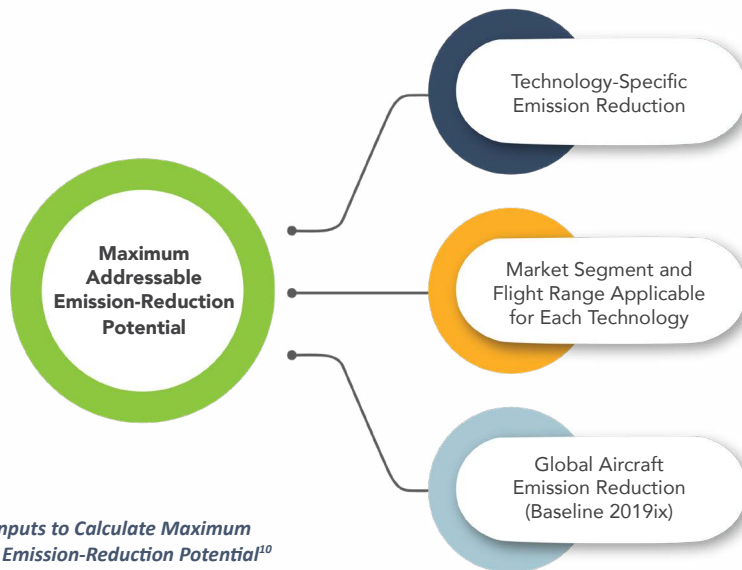 Technology-Specific
Emission Reduction
Maximum
Addressable
Emission-Reduction
Potential
Market Segment and
Flight Range Applicable
for Each Technology
Global Aircraft
Emission Reduction
(Baseline 2019ix)
nputs to Calculate Maximum
Emission-Reduction Potential10